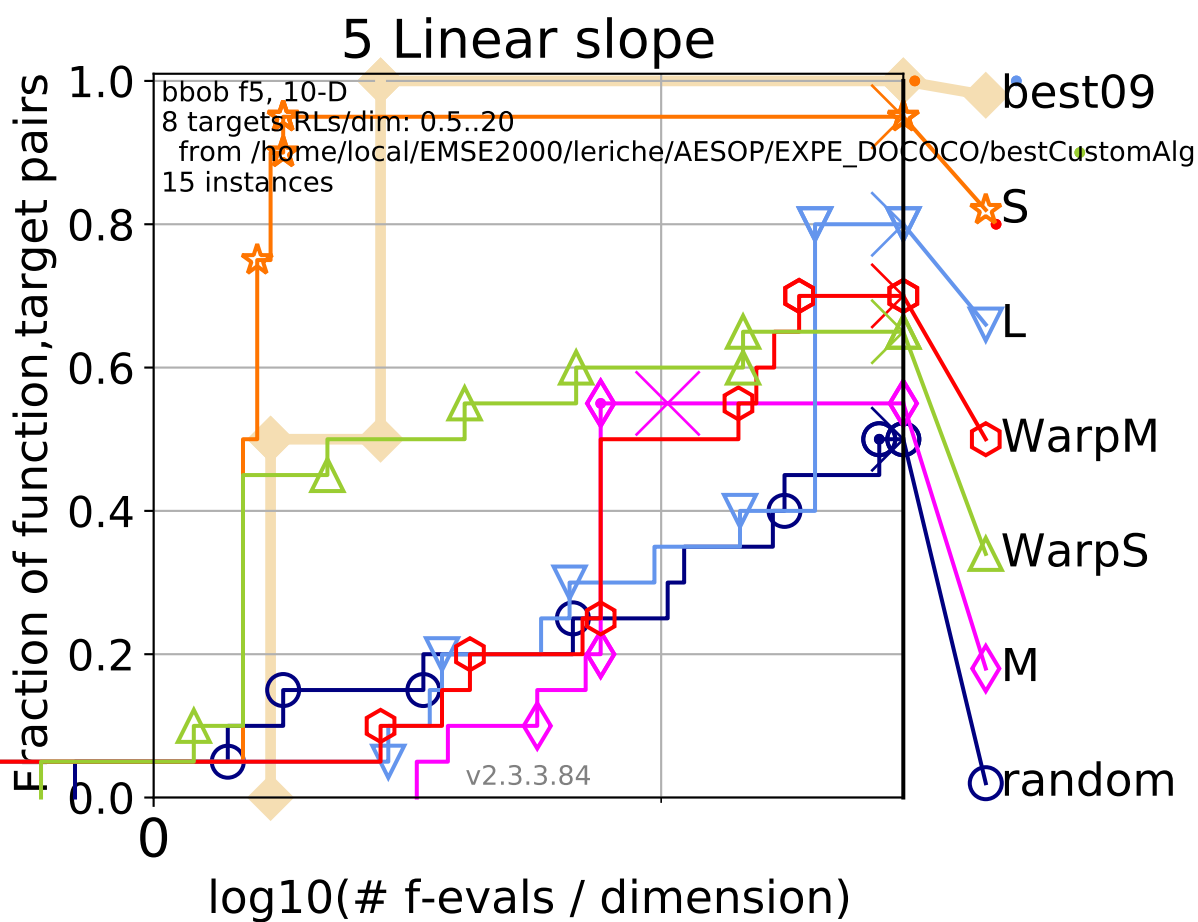 5 Linear slope
Fraction of function,target pairs
1.0
0.8
0.6
0.4
0.2
0.0
bbob f5, 10-D
8 targets RLs/dim: 0.5..20
from /home/local/EMSE2000/leriche/AESOP/EXPE_DOCOCO/bestCustomAlg
15 instances
best09
S
L
WarpM
WarpS
M
random
v2.3.3.84
0
log10(# f-evals / dimension)